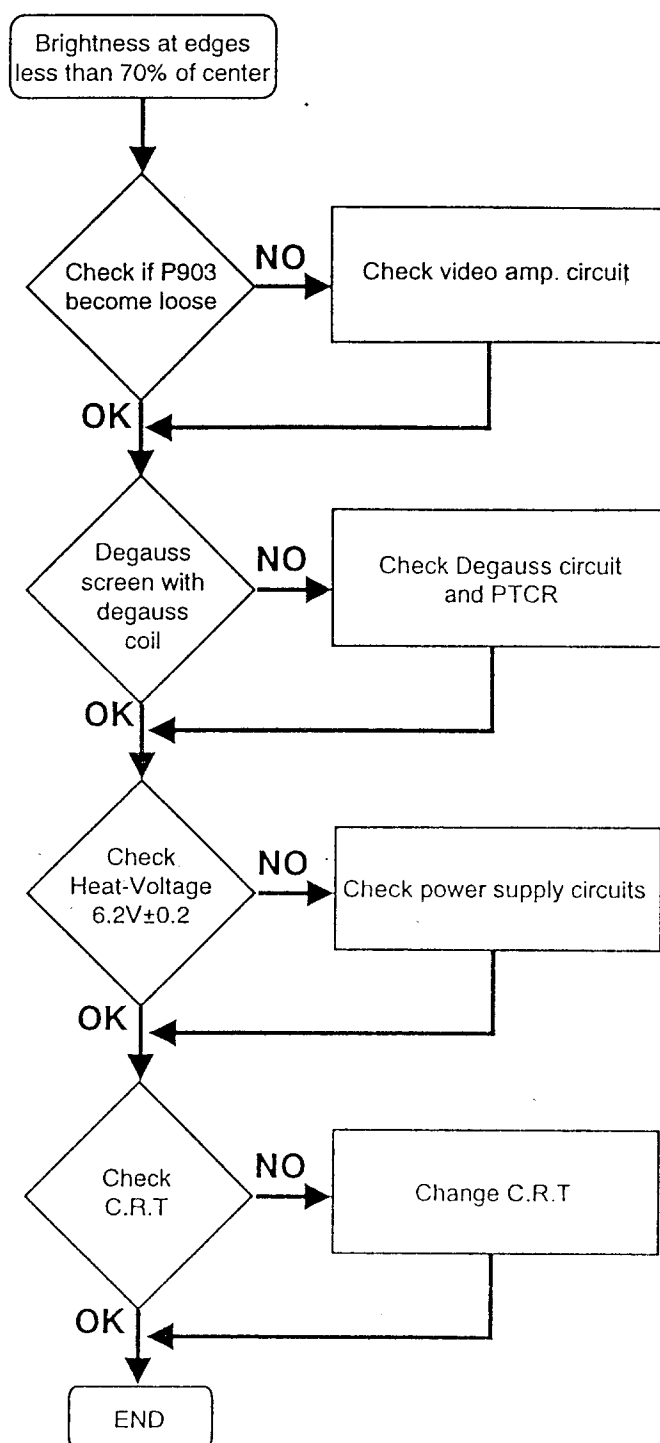 Brightness at edges
less than 70% of center
Check if P903
become loose
NO
Check video amp. circuit
OK
Degauss
screen with
degauss
coil
NO
Check Degauss circuit
and PTCR
OK
Check
Heat-Voltage
6.2V±0.2
NO
Check power supply circuits
OK
Check
C.R.T
NO
Change C.R.T
OK
END